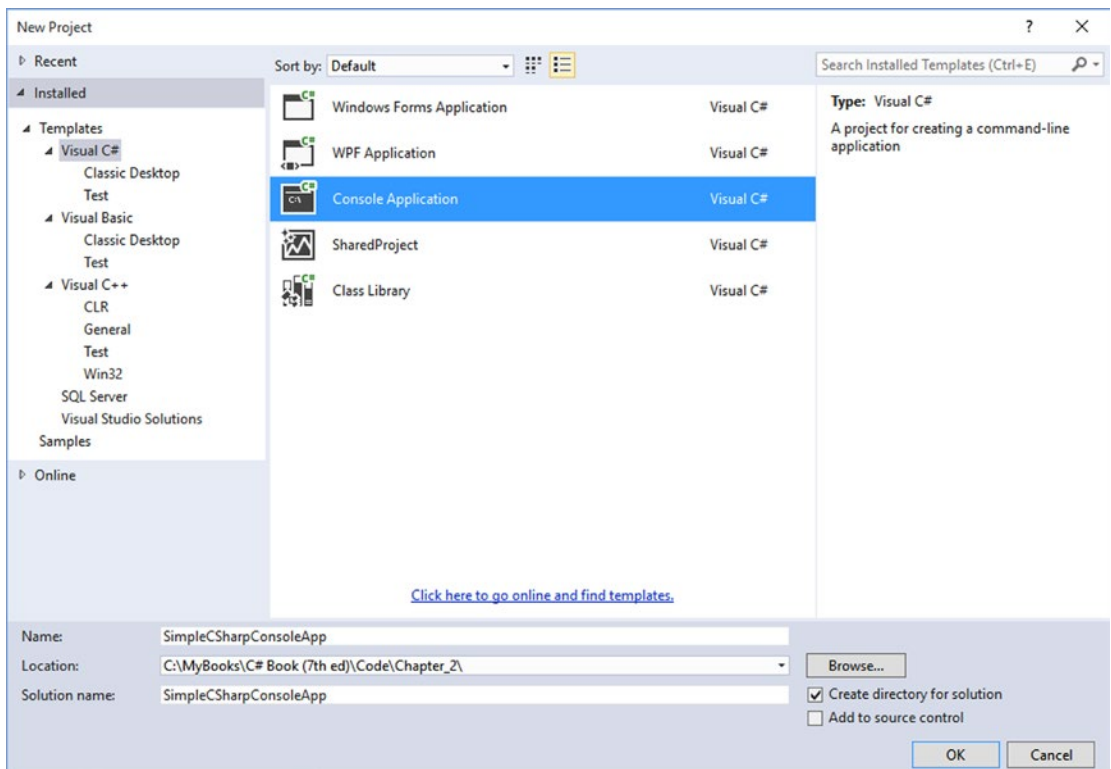 New Project
Recent
Installed
Templates
Visual C#
Classic Desktop
Test
Visual Basic
Classic Desktop
Test
Visual C++
CLR
General
Test
Win32
SQL Server
Visual Studio Solutions
Samples
Online
Sort by: Default
Search Installed Templates (Ctrl+E)
Windows Forms Application Visual C#
WPF Application Visual C#
Console Application Visual C#
SharedProject Visual C#
Class Library Visual C#
Click here to go online and find templates.
Type: Visual C#
A project for creating a command-line
application
Name: SimpleCSharpConsoleApp
Location: C:\MyBooks\C# Book (7th ed)\Code\Chapter_2\
Solution name: SimpleCSharpConsoleApp
Browse...
Create directory for solution
Add to source control
OK Cancel